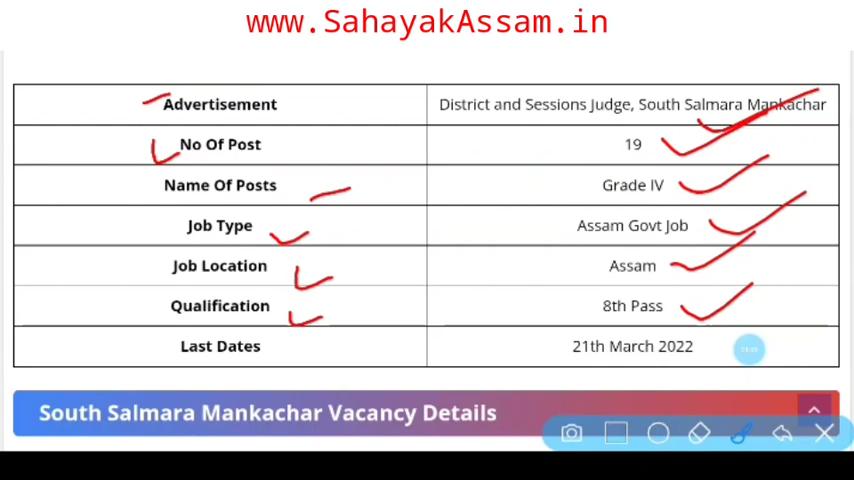 www.SahayakAssam.in
Advertisement District and Sessions Judge, South Salmara Mankachar
No Of Post 19
Name Of Posts Grade IV
Job Type Assam Govt Job
Job Location Assam
Qualification 8th Pass
Last Dates 21th March 2022
South Salmara Mankachar Vacancy Details